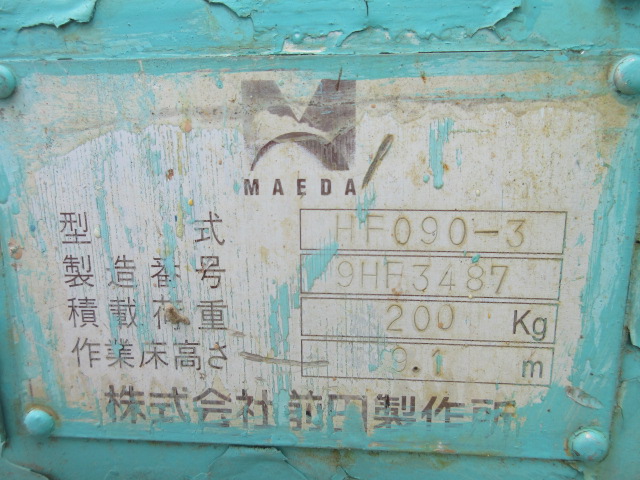 MAEDA
型式 HF090-3
製造番号 9HF3487
積載荷重 200 Kg
作業床高さ 9.1 m
株式会社前田製作所